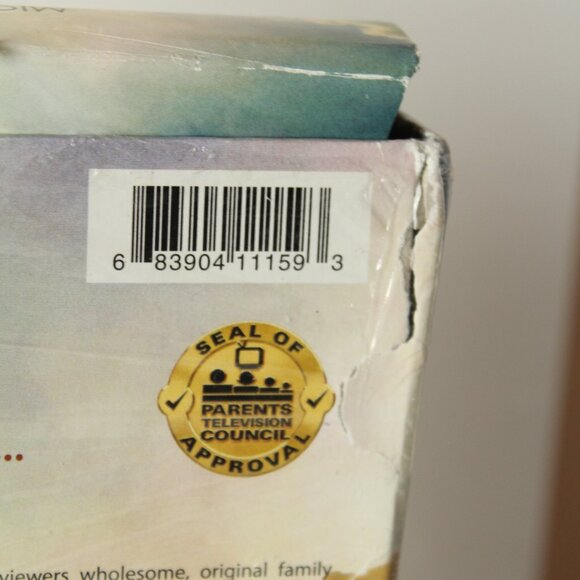 6 83904 11159 3
SEAL OF
PARENTS
TELEVISION
COUNCIL
APPROVAL
viewers wholesome, original family